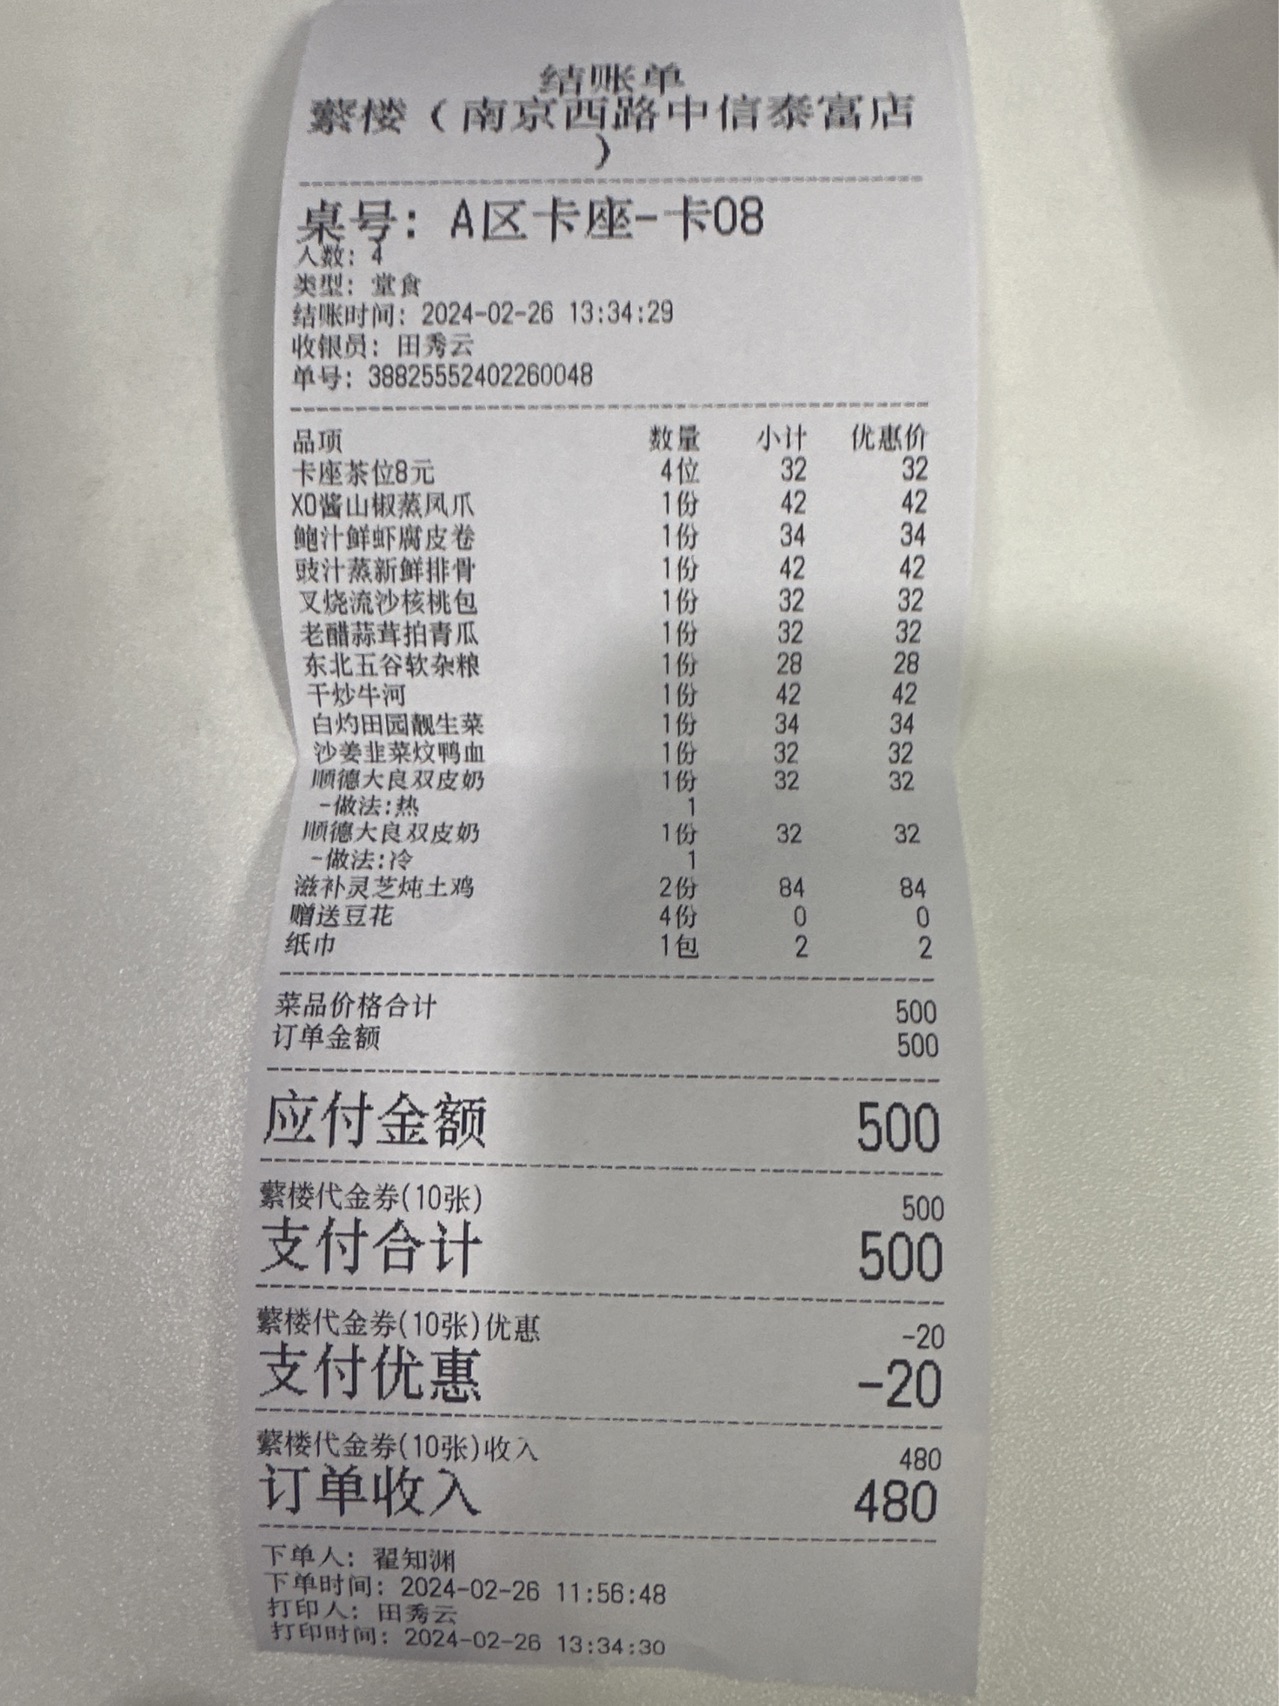 结账单
蘩楼（南京西路中信泰富店
）
桌号：A区卡座-卡08
人数：4
类型：堂食
结账时间：2024-02-26 13:34:29
收银员：田秀云
单号：38825552402260048
品项 数量 小计 优惠价
卡座茶位8元 4位 32 32
XO酱山椒蒸凤爪 1份 42 42
鲍汁鲜虾腐皮卷 1份 34 34
豉汁蒸新鲜排骨 1份 42 42
叉烧流沙核桃包 1份 32 32
老醋蒜茸拍青瓜 1份 32 32
东北五谷软杂粮 1份 28 28
干炒牛河 1份 42 42
白灼田园靓生菜 1份 34 34
沙姜韭菜炆鸭血 1份 32 32
顺德大良双皮奶 1份 32 32
-做法:热 1
顺德大良双皮奶 1份 32 32
-做法:冷 1
滋补灵芝炖土鸡 2份 84 84
赠送豆花 4份 0 0
纸巾 1包 2 2
菜品价格合计 500
订单金额 500
应付金额 500
蘩楼代金券(10张) 500
支付合计 500
蘩楼代金券(10张)优惠 -20
支付优惠 -20
蘩楼代金券(10张)收入 480
订单收入 480
下单人：翟知渊
下单时间：2024-02-26 11:56:48
打印人：田秀云
打印时间：2024-02-26 13:34:30